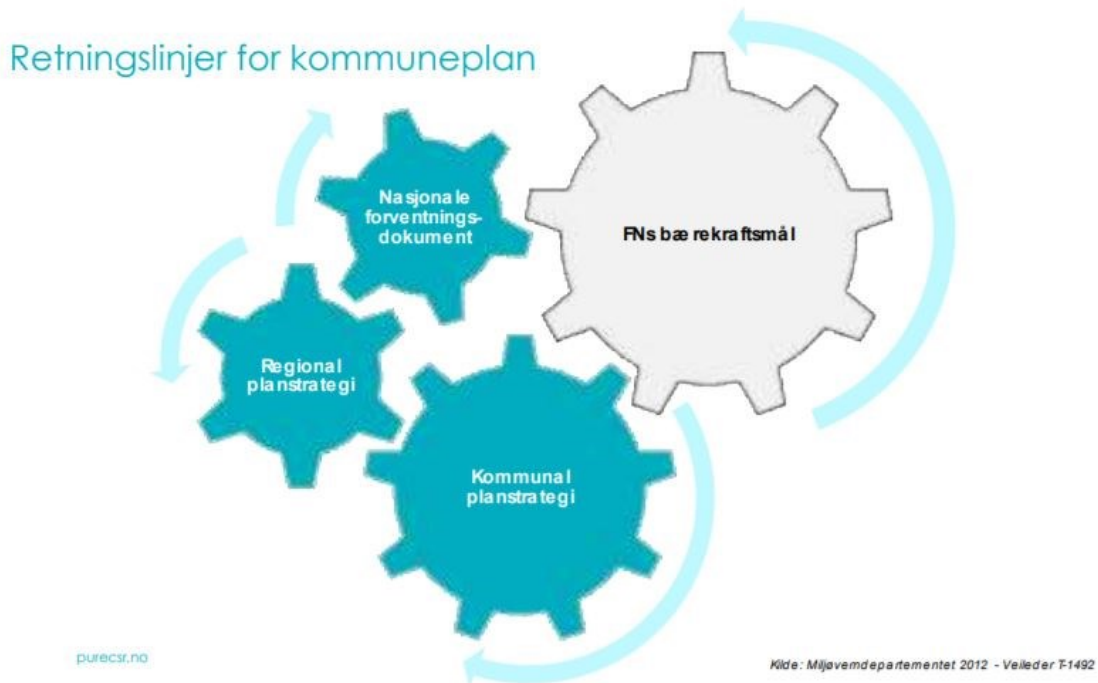 Retningslinjer for kommuneplan
Nasjonale
forventnings-
dokument
FNs bærekraftsmål
Regional
planstrategi
Kommunal
planstrategi
purecsr.no
Kilde: Miljøverndepartementet 2012 - Veileder T-1492